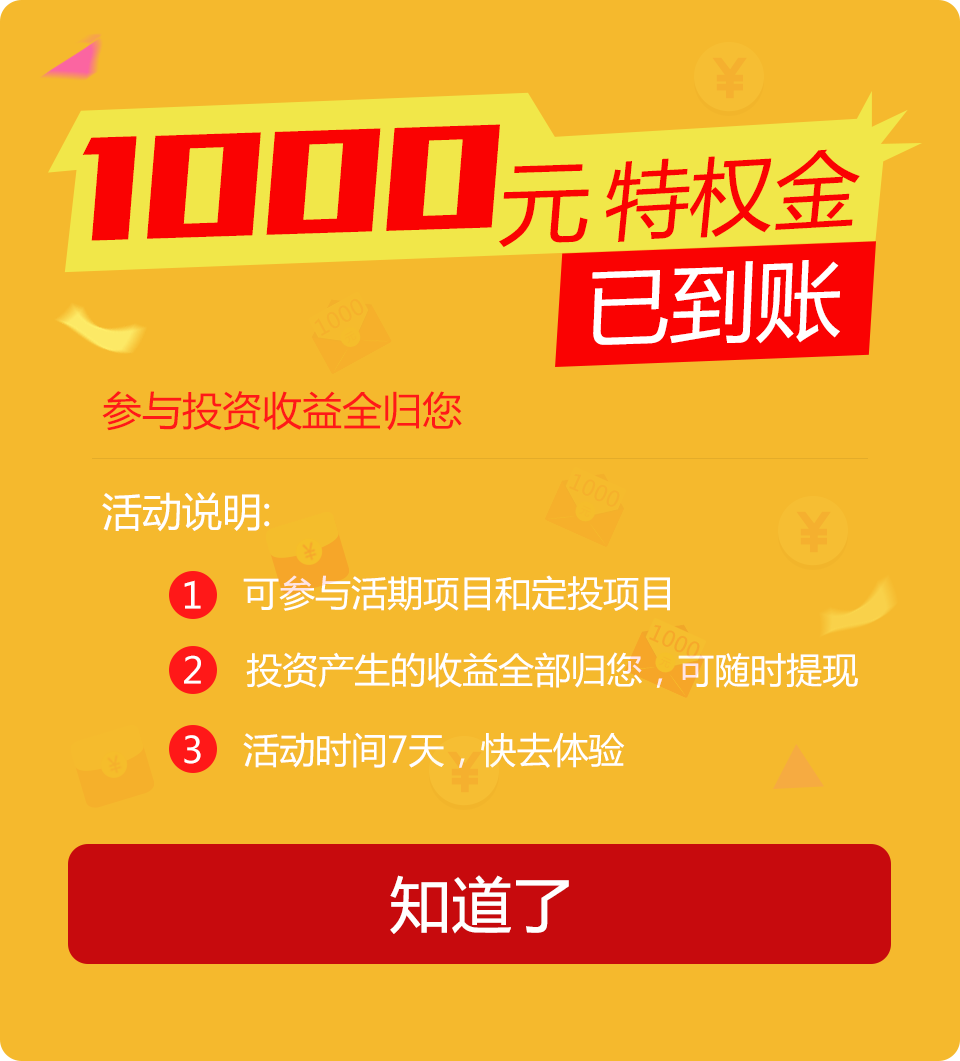 1000元 特权金
已到账
参与投资收益全归您
活动说明:
1 可参与活期项目和定投项目
2 投资产生的收益全部归您，可随时提现
3 活动时间7天，快去体验
知道了
¥
1000
1000
¥
¥
1000
¥
¥